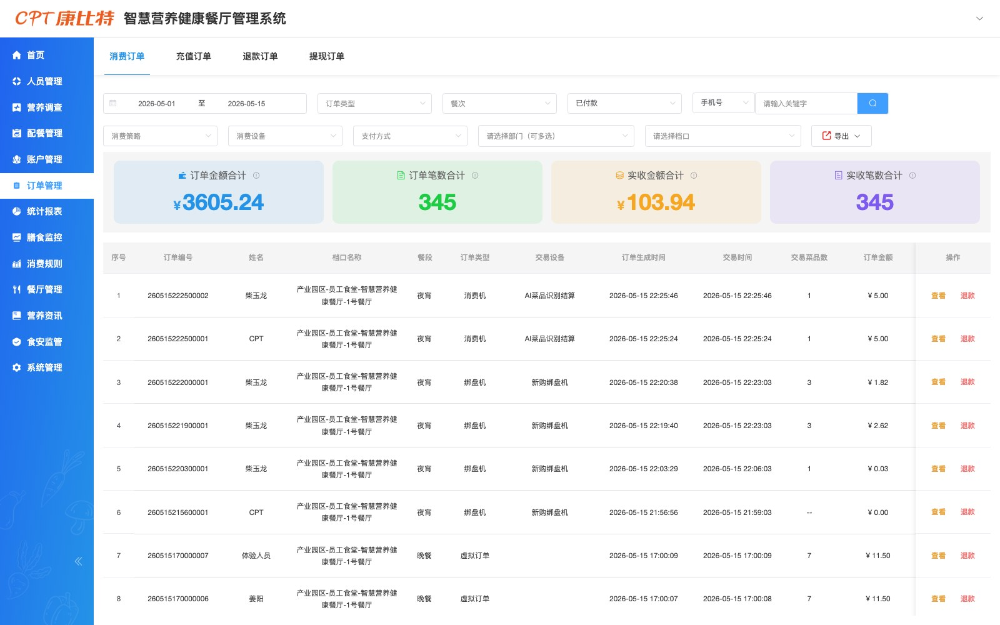 CPT 康比特 智慧营养健康餐厅管理系统
首页
人员管理
营养调查
配餐管理
账户管理
订单管理
统计报表
膳食监控
消费规则
餐厅管理
营养资讯
食安监管
系统管理
消费订单 充值订单 退款订单 提现订单
2026-05-01 至 2026-05-15 订单类型 餐次 已付款 手机号 请输入关键字
消费策略 消费设备 支付方式 请选择部门（可多选） 请选择档口 导出
订单金额合计 订单笔数合计 实收金额合计 实收笔数合计
¥3605.24 345 ¥103.94 345
序号 订单编号 姓名 档口名称 餐段 订单类型 交易设备 订单生成时间 交易时间 交易菜品数 订单金额 操作
1 260515222500002 柴玉龙 产业园区-员工食堂-智慧营养健 夜宵 消费机 AI菜品识别结算 2026-05-15 22:25:46 2026-05-15 22:25:46 1 ¥ 5.00 查看 退款
康餐厅-1号餐厅
2 260515222500001 CPT 产业园区-员工食堂-智慧营养健 夜宵 消费机 AI菜品识别结算 2026-05-15 22:25:24 2026-05-15 22:25:24 1 ¥ 5.00 查看 退款
康餐厅-1号餐厅
3 260515222000001 柴玉龙 产业园区-员工食堂-智慧营养健 夜宵 绑盘机 新购绑盘机 2026-05-15 22:20:38 2026-05-15 22:23:03 3 ¥ 1.82 查看 退款
康餐厅-1号餐厅
4 260515221900001 柴玉龙 产业园区-员工食堂-智慧营养健 夜宵 绑盘机 新购绑盘机 2026-05-15 22:19:40 2026-05-15 22:23:03 3 ¥ 2.62 查看 退款
康餐厅-1号餐厅
5 260515220300001 柴玉龙 产业园区-员工食堂-智慧营养健 夜宵 绑盘机 新购绑盘机 2026-05-15 22:03:29 2026-05-15 22:06:03 1 ¥ 0.03 查看 退款
康餐厅-1号餐厅
6 260515215600001 CPT 产业园区-员工食堂-智慧营养健 夜宵 绑盘机 新购绑盘机 2026-05-15 21:56:56 2026-05-15 21:59:03 -- ¥ 0.00 查看 退款
康餐厅-1号餐厅
7 260515170000007 体验人员 产业园区-员工食堂-智慧营养健 晚餐 虚拟订单 2026-05-15 17:00:09 2026-05-15 17:00:09 7 ¥ 11.50 查看 退款
康餐厅-1号餐厅
8 260515170000006 姜阳 产业园区-员工食堂-智慧营养健 晚餐 虚拟订单 2026-05-15 17:00:07 2026-05-15 17:00:08 7 ¥ 11.50 查看 退款
康餐厅-1号餐厅